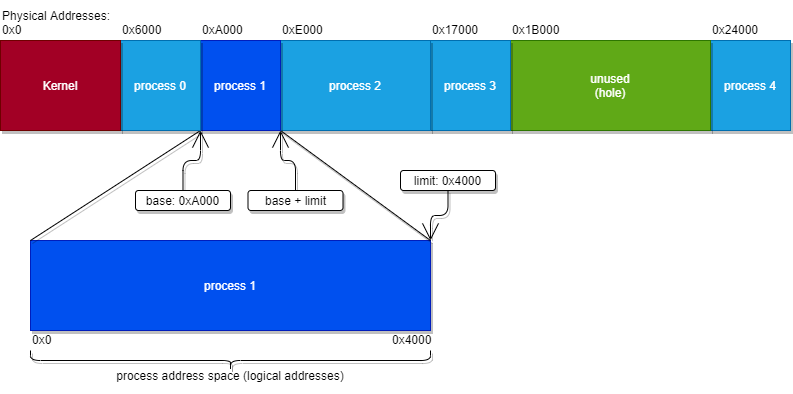 Physical Addresses:
0x0
0x6000
0xA000
0xE000
0x17000
0x1B000
0x24000
Kernel
process 0
process 1
process 2
process 3
unused
(hole)
process 4
base: 0xA000
base + limit
limit: 0x4000
process 1
0x0
0x4000
process address space (logical addresses)